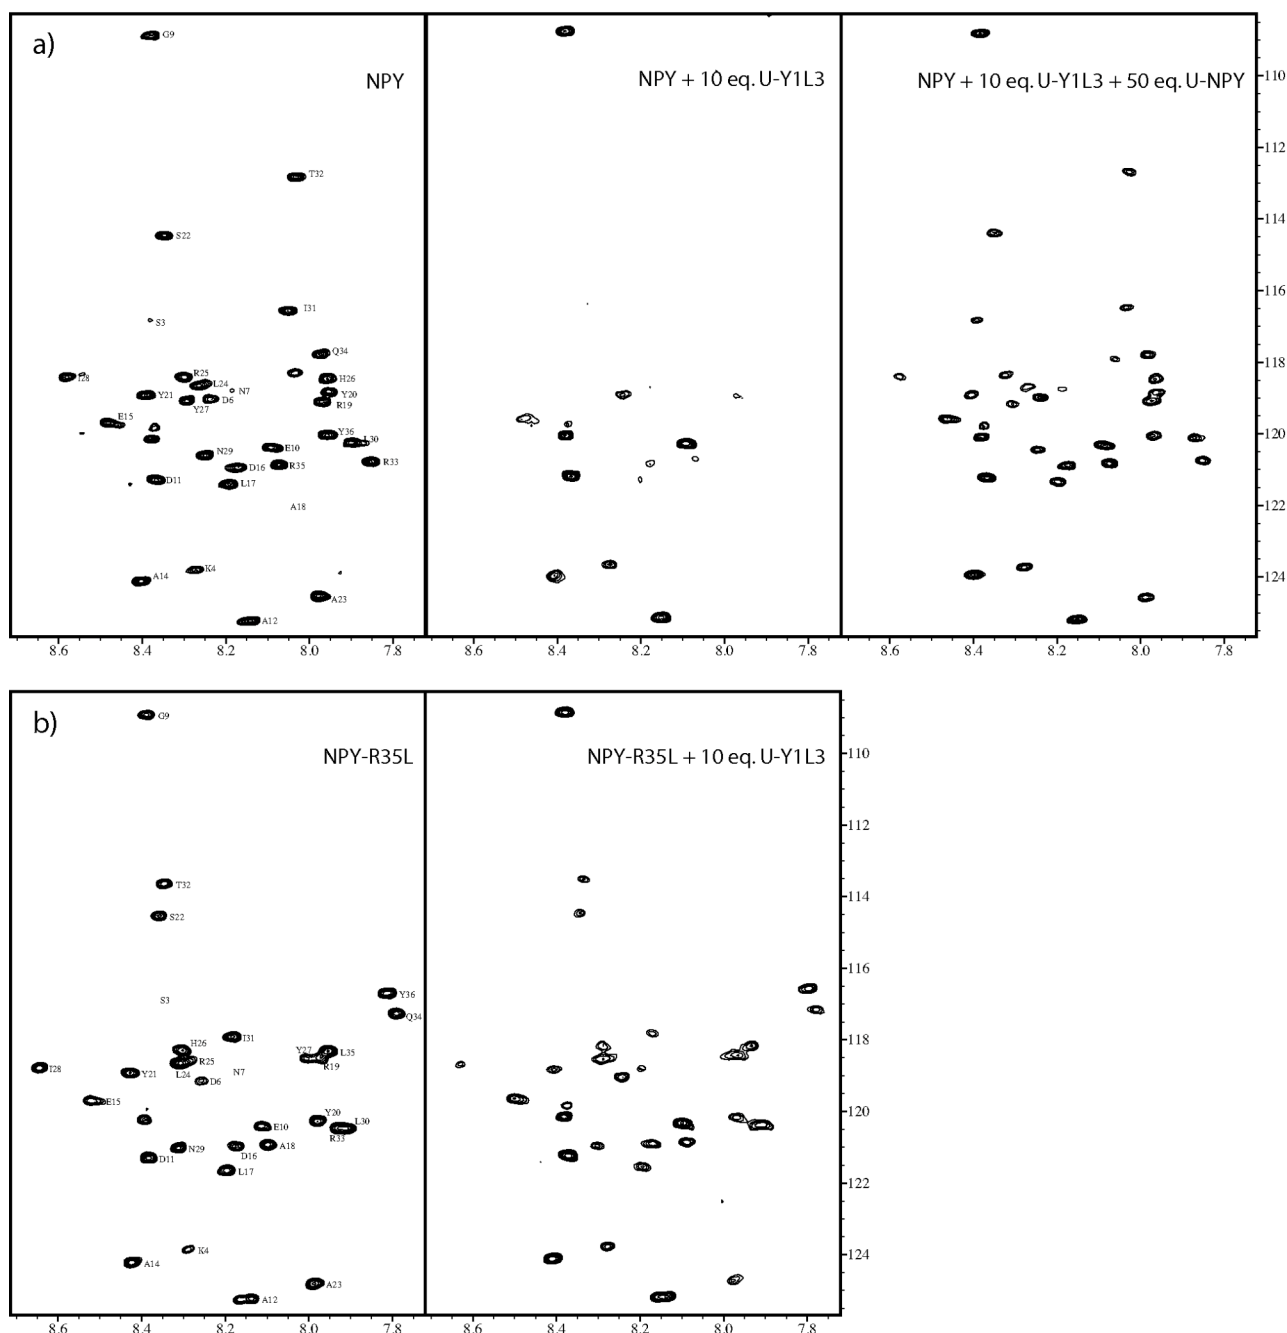 a)
NPY
NPY + 10 eq. U-Y1L3
NPY + 10 eq. U-Y1L3 + 50 eq. U-NPY
G9
T32
S22
I31
S3
Q34
I28
R25
L24
N7
H26
Y21
Y27
D6
Y20
R19
E15
Y36
L30
E10
N29
D16
R35
R33
D11
L17
A18
A14
K4
A23
A12
110
112
114
116
118
120
122
124
8.6 8.4 8.2 8.0 7.8
8.6 8.4 8.2 8.0 7.8
8.6 8.4 8.2 8.0 7.8
b)
NPY-R35L
NPY-R35L + 10 eq. U-Y1L3
G9
T32
S22
S3
Y36
Q34
I31
H26
Y27
L35
R25
R19
I28
Y21
L24
N7
D6
E15
Y20
L30
E10
R33
N29
A18
D16
D11
L17
K4
A14
A23
A12
110
112
114
116
118
120
122
124
8.6 8.4 8.2 8.0 7.8
8.6 8.4 8.2 8.0 7.8